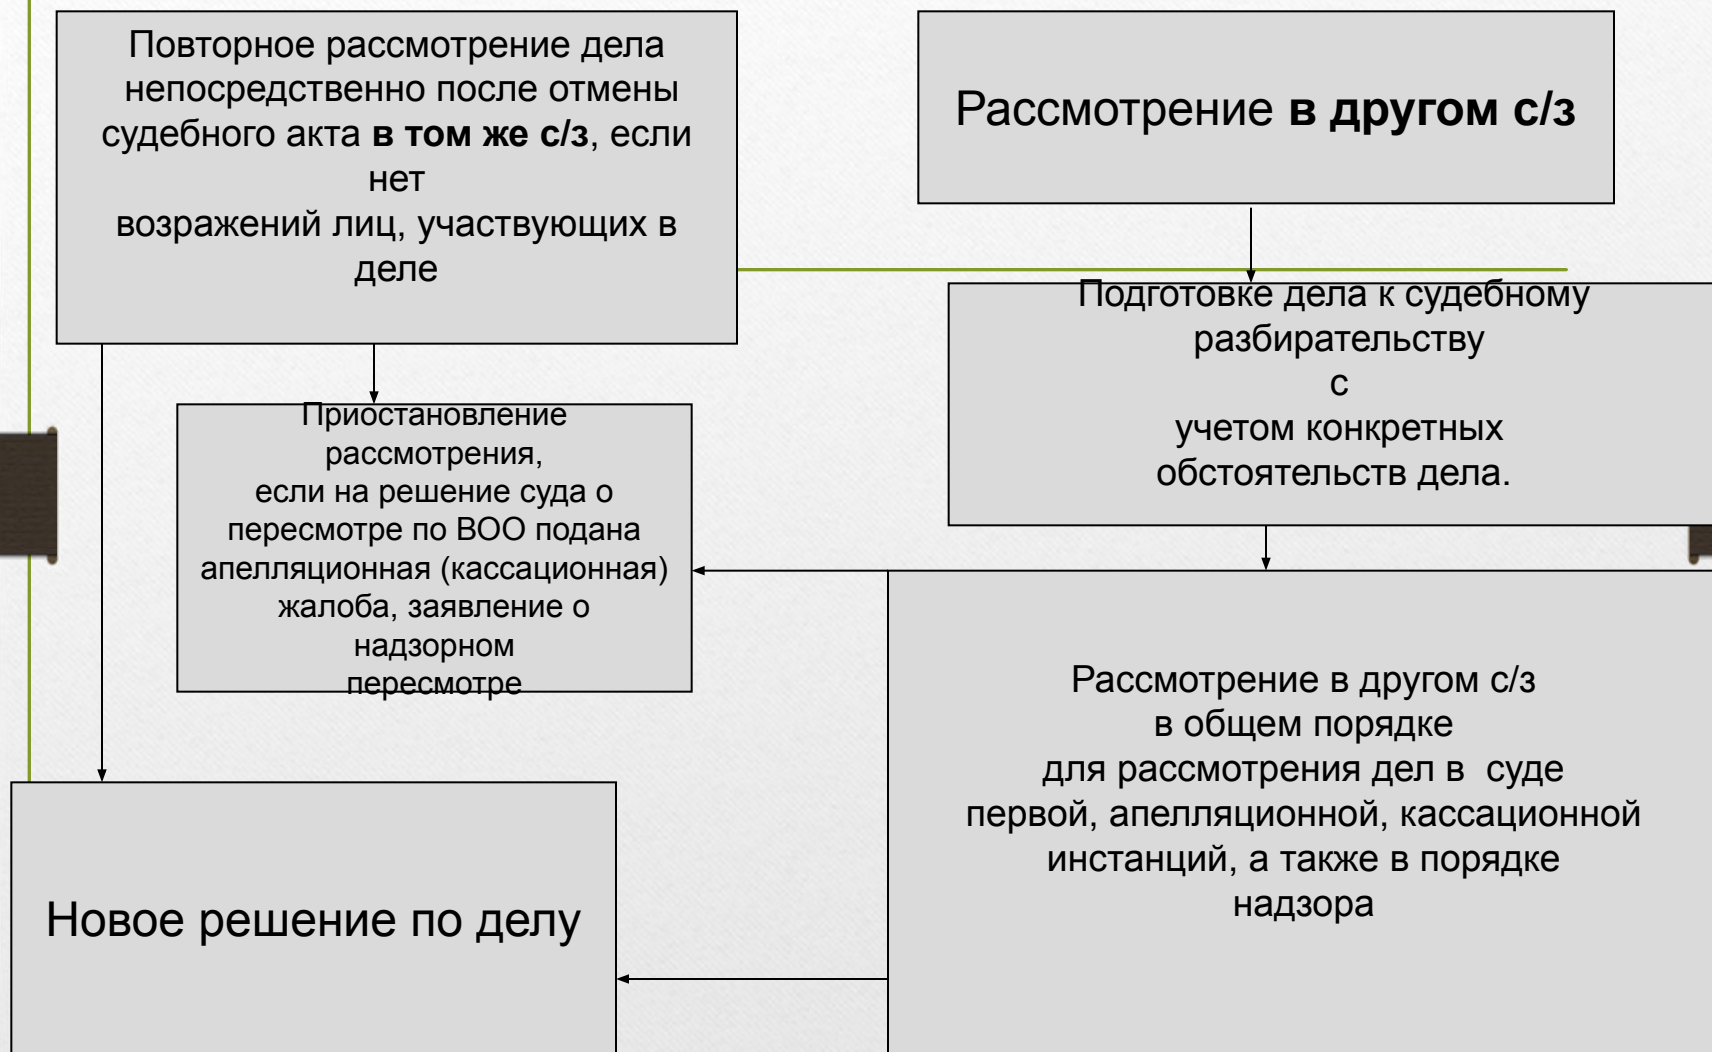 Повторное рассмотрение дела
непосредственно после отмены
судебного акта в том же с/з, если
нет
возражений лиц, участвующих в
деле
Рассмотрение в другом с/з
Подготовке дела к судебному
разбирательству
с
учетом конкретных
обстоятельств дела.
Приостановление
рассмотрения,
если на решение суда о
пересмотре по ВОО подана
апелляционная (кассационная)
жалоба, заявление о
надзорном
пересмотре
Рассмотрение в другом с/з
в общем порядке
для рассмотрения дел в суде
первой, апелляционной, кассационной
инстанций, а также в порядке
надзора
Новое решение по делу